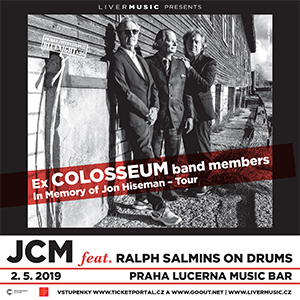 LIVERMUSIC PRESENTS
Ex COLOSSEUM band members
In Memory of Jon Hiseman – Tour
JCM feat. RALPH SALMINS ON DRUMS
2. 5. 2019 PRAHA LUCERNA MUSIC BAR
VSTUPENKY WWW.TICKETPORTAL.CZ A WWW.GOOUT.NET | WWW.LIVERMUSIC.CZ